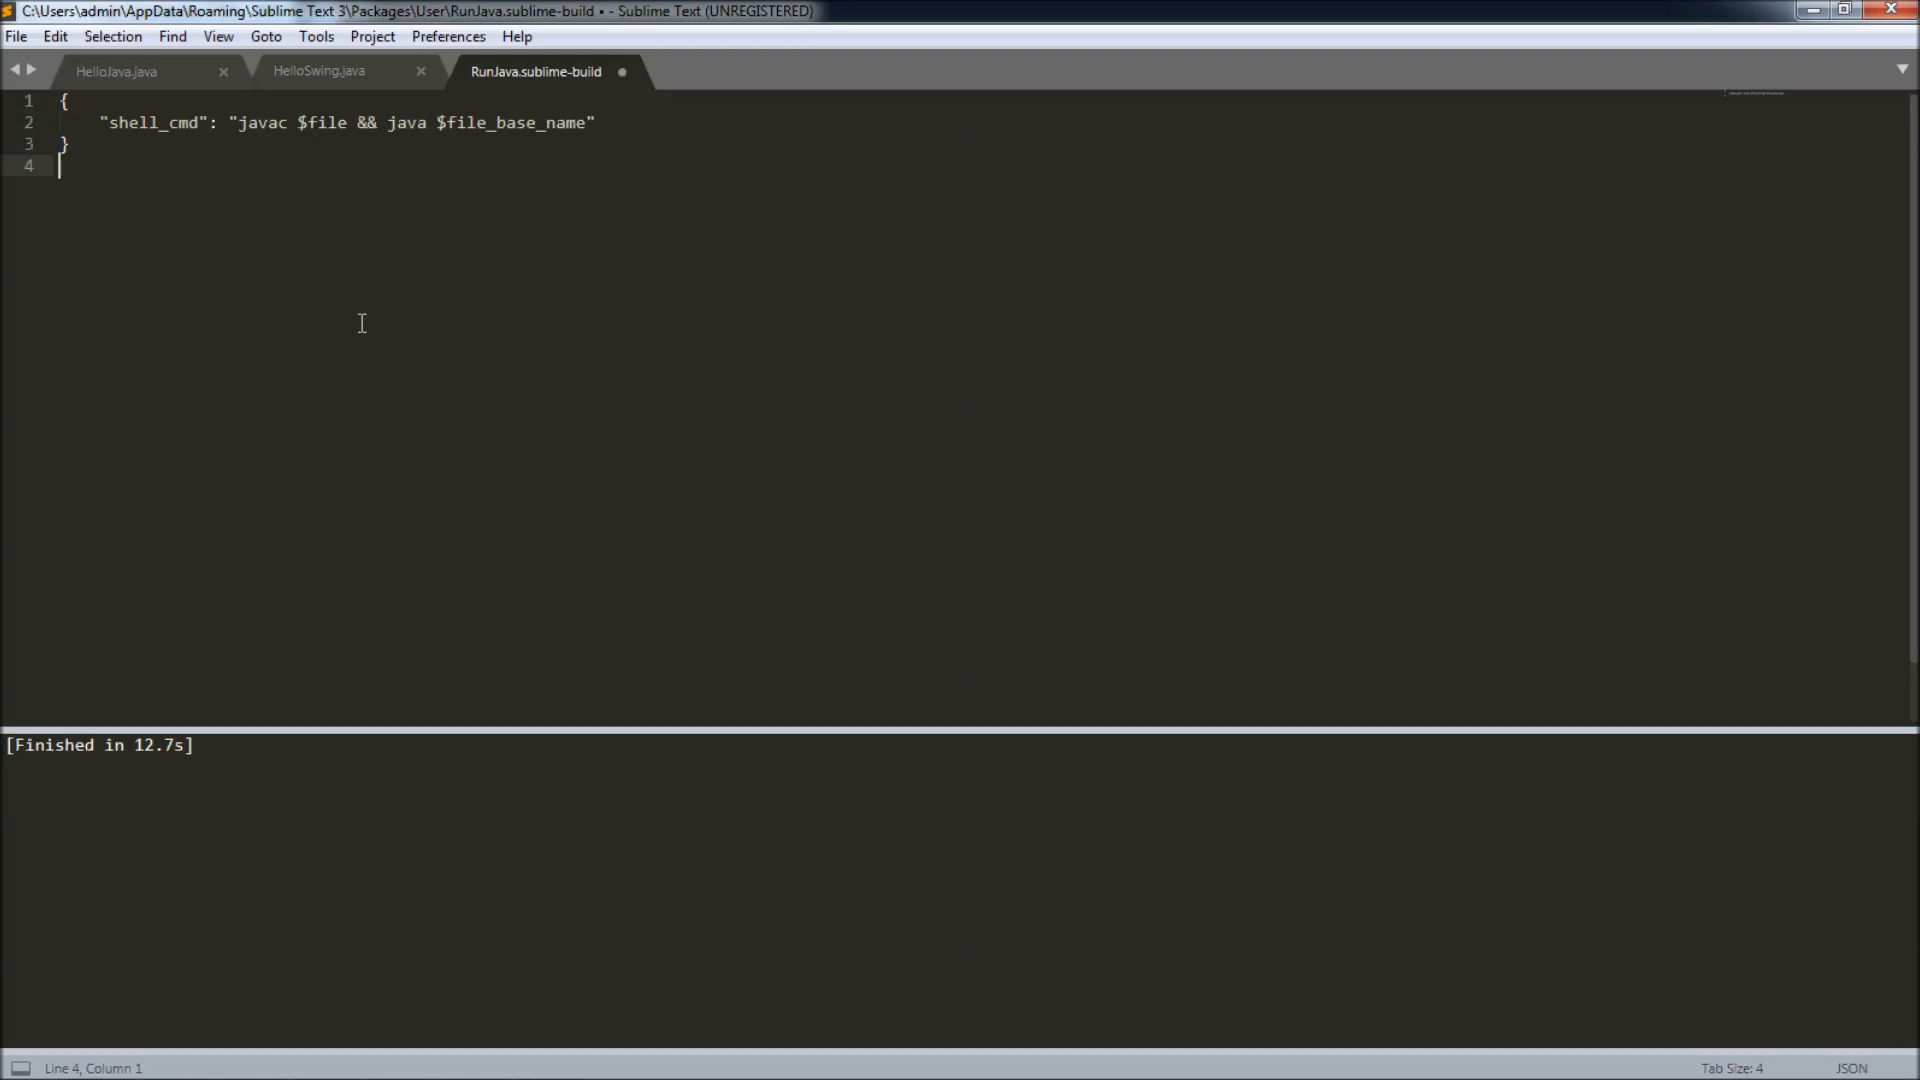 C:\Users\admin\AppData\Roaming\Sublime Text 3\Packages\User\RunJava.sublime-build • - Sublime Text (UNREGISTERED)
File Edit Selection Find View Goto Tools Project Preferences Help
HelloJava.java HelloSwing.java RunJava.sublime-build
1 {
2 "shell_cmd": "javac $file && java $file_base_name"
3 }
4
[Finished in 12.7s]
Line 4, Column 1 Tab Size: 4 JSON